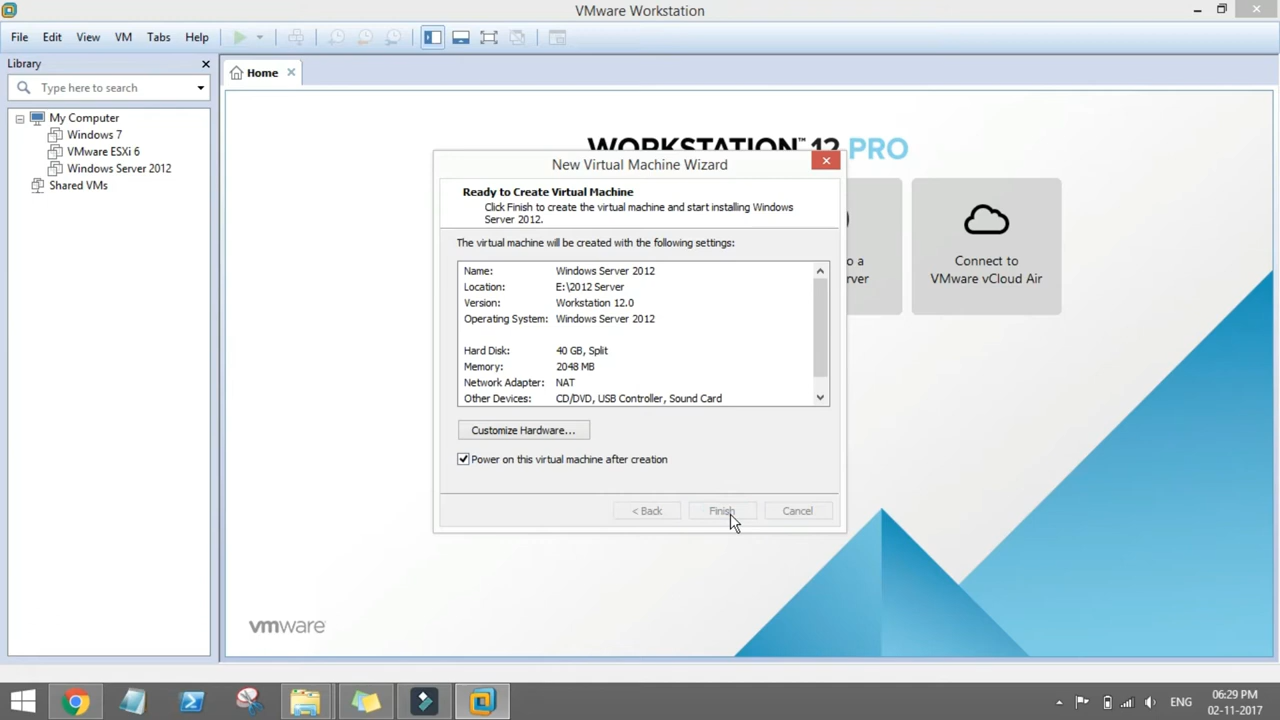 VMware Workstation
File Edit View VM Tabs Help
Library
Type here to search
Home
My Computer
Windows 7
VMware ESXi 6
Windows Server 2012
Shared VMs
WORKSTATION™ 12 PRO
New Virtual Machine Wizard
Ready to Create Virtual Machine
Click Finish to create the virtual machine and start installing Windows
Server 2012.
The virtual machine will be created with the following settings:
Name: Windows Server 2012
Location: E:\2012 Server
Version: Workstation 12.0
Operating System: Windows Server 2012
Hard Disk: 40 GB, Split
Memory: 2048 MB
Network Adapter: NAT
Other Devices: CD/DVD, USB Controller, Sound Card
Customize Hardware...
Power on this virtual machine after creation
< Back Finish Cancel
o a
rver
Connect to
VMware vCloud Air
vmware
ENG
06:29 PM
02-11-2017